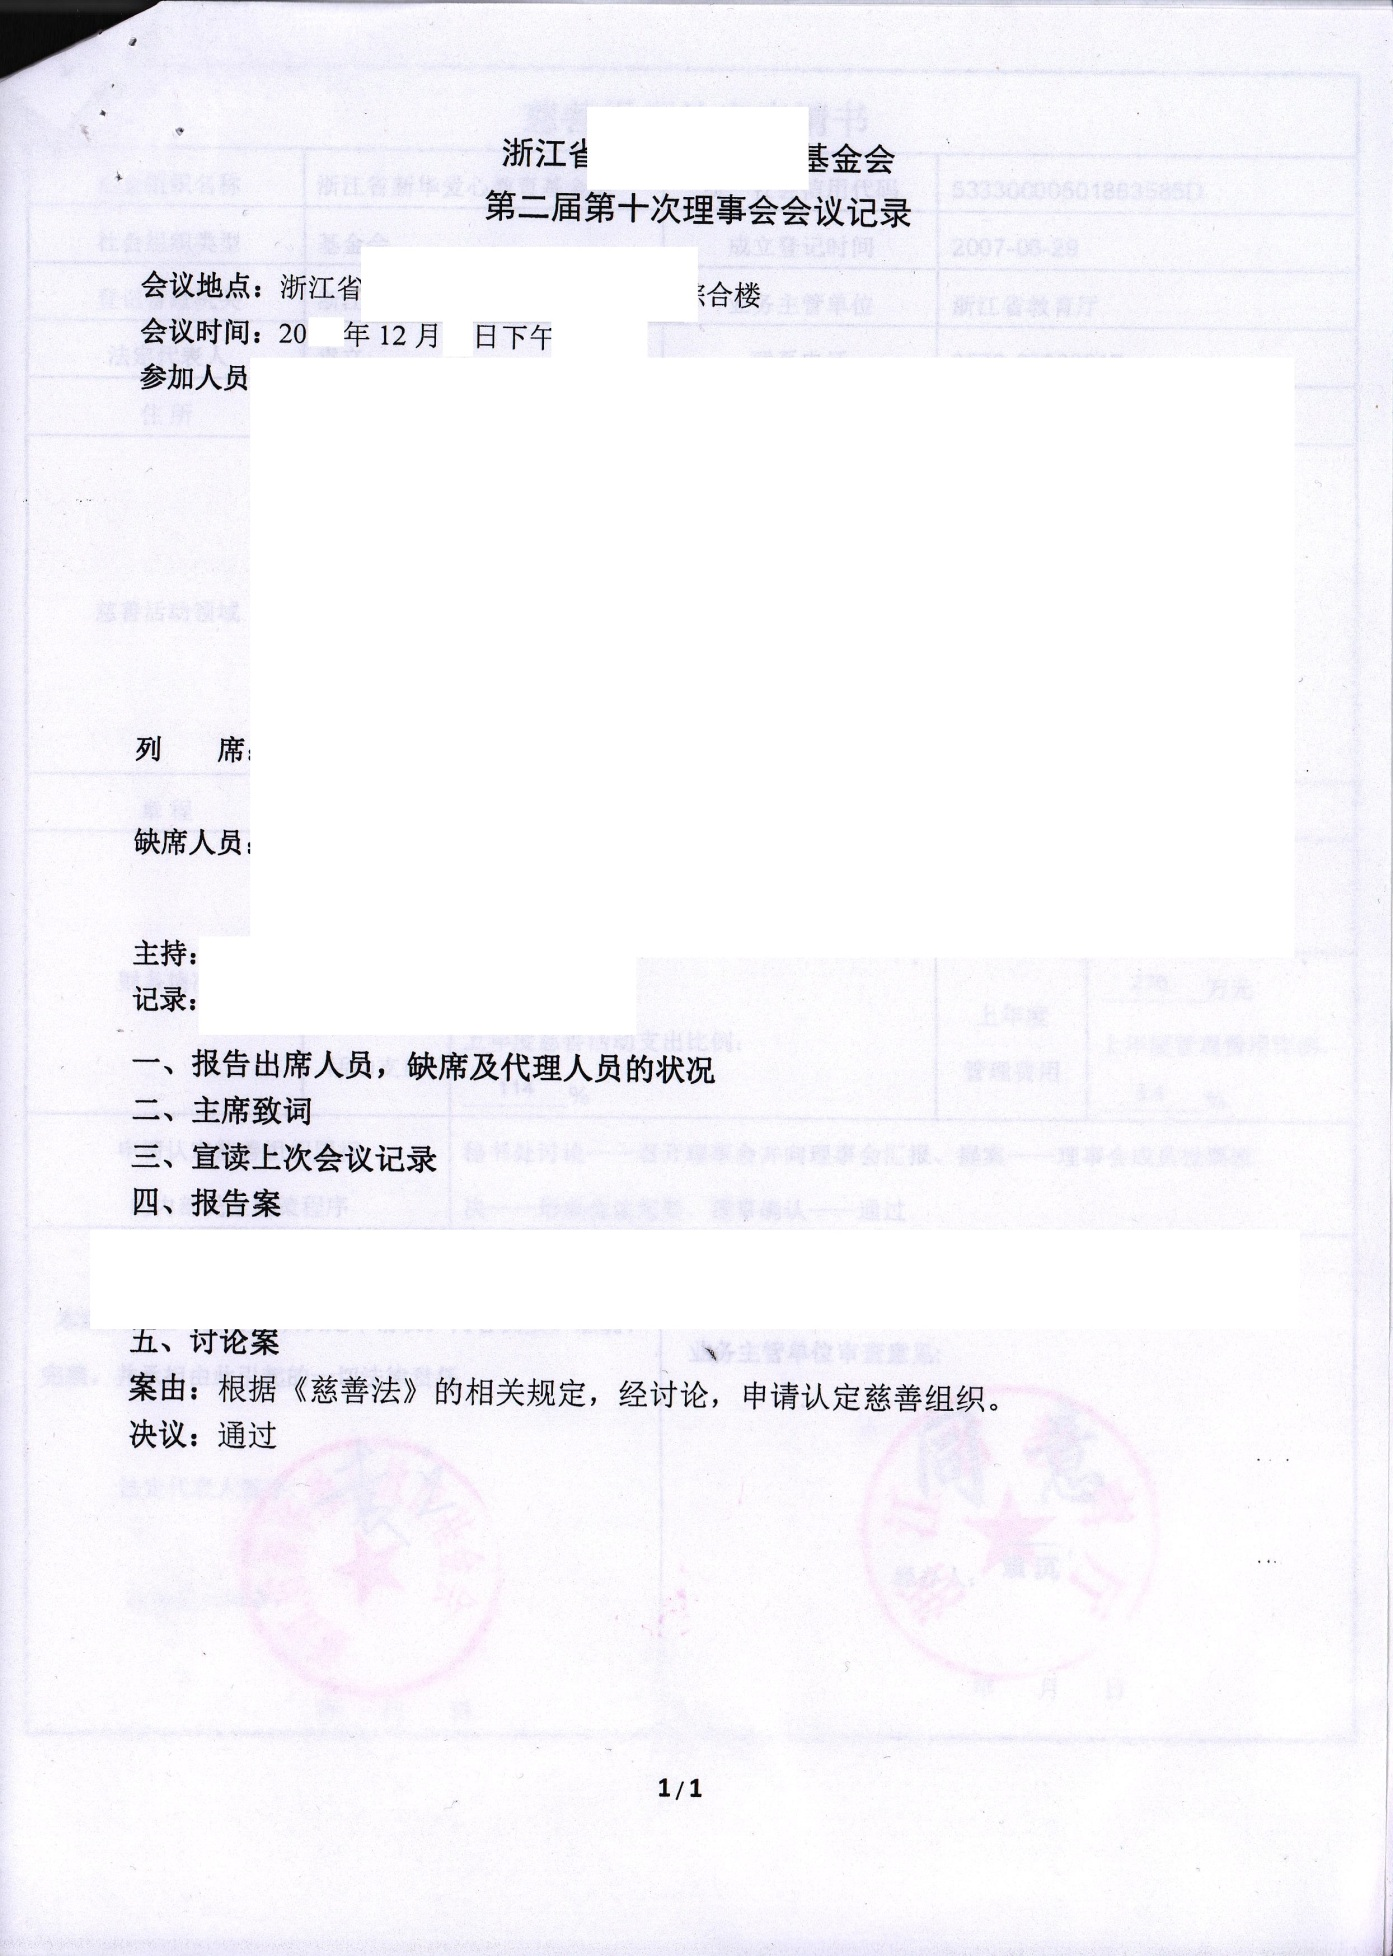 浙江省 基金会
第二届第十次理事会会议记录
会议地点：浙江省 综合楼
会议时间：20 年12月 日下午
参加人员
列 席：
缺席人员：
主持：
记录：
一、报告出席人员，缺席及代理人员的状况
二、主席致词
三、宣读上次会议记录
四、报告案
五、讨论案
案由：根据《慈善法》的相关规定，经讨论，申请认定慈善组织。
决议：通过
1/1